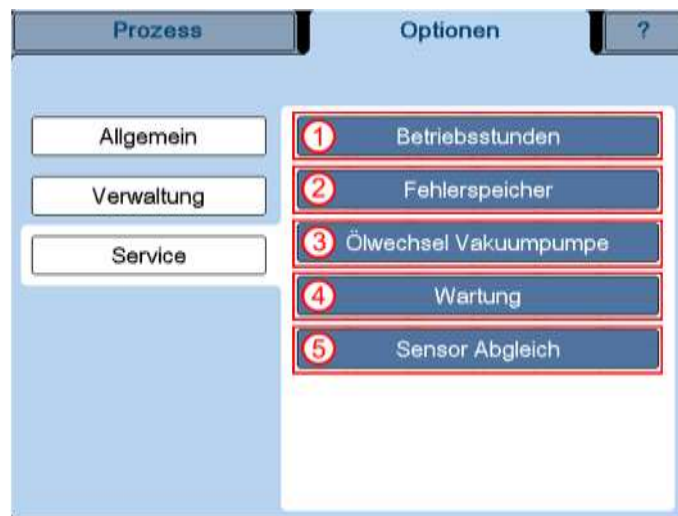 Prozess Optionen ?
Allgemein
Verwaltung
Service
1 Betriebsstunden
2 Fehlerspeicher
3 Ölwechsel Vakuumpumpe
4 Wartung
5 Sensor Abgleich